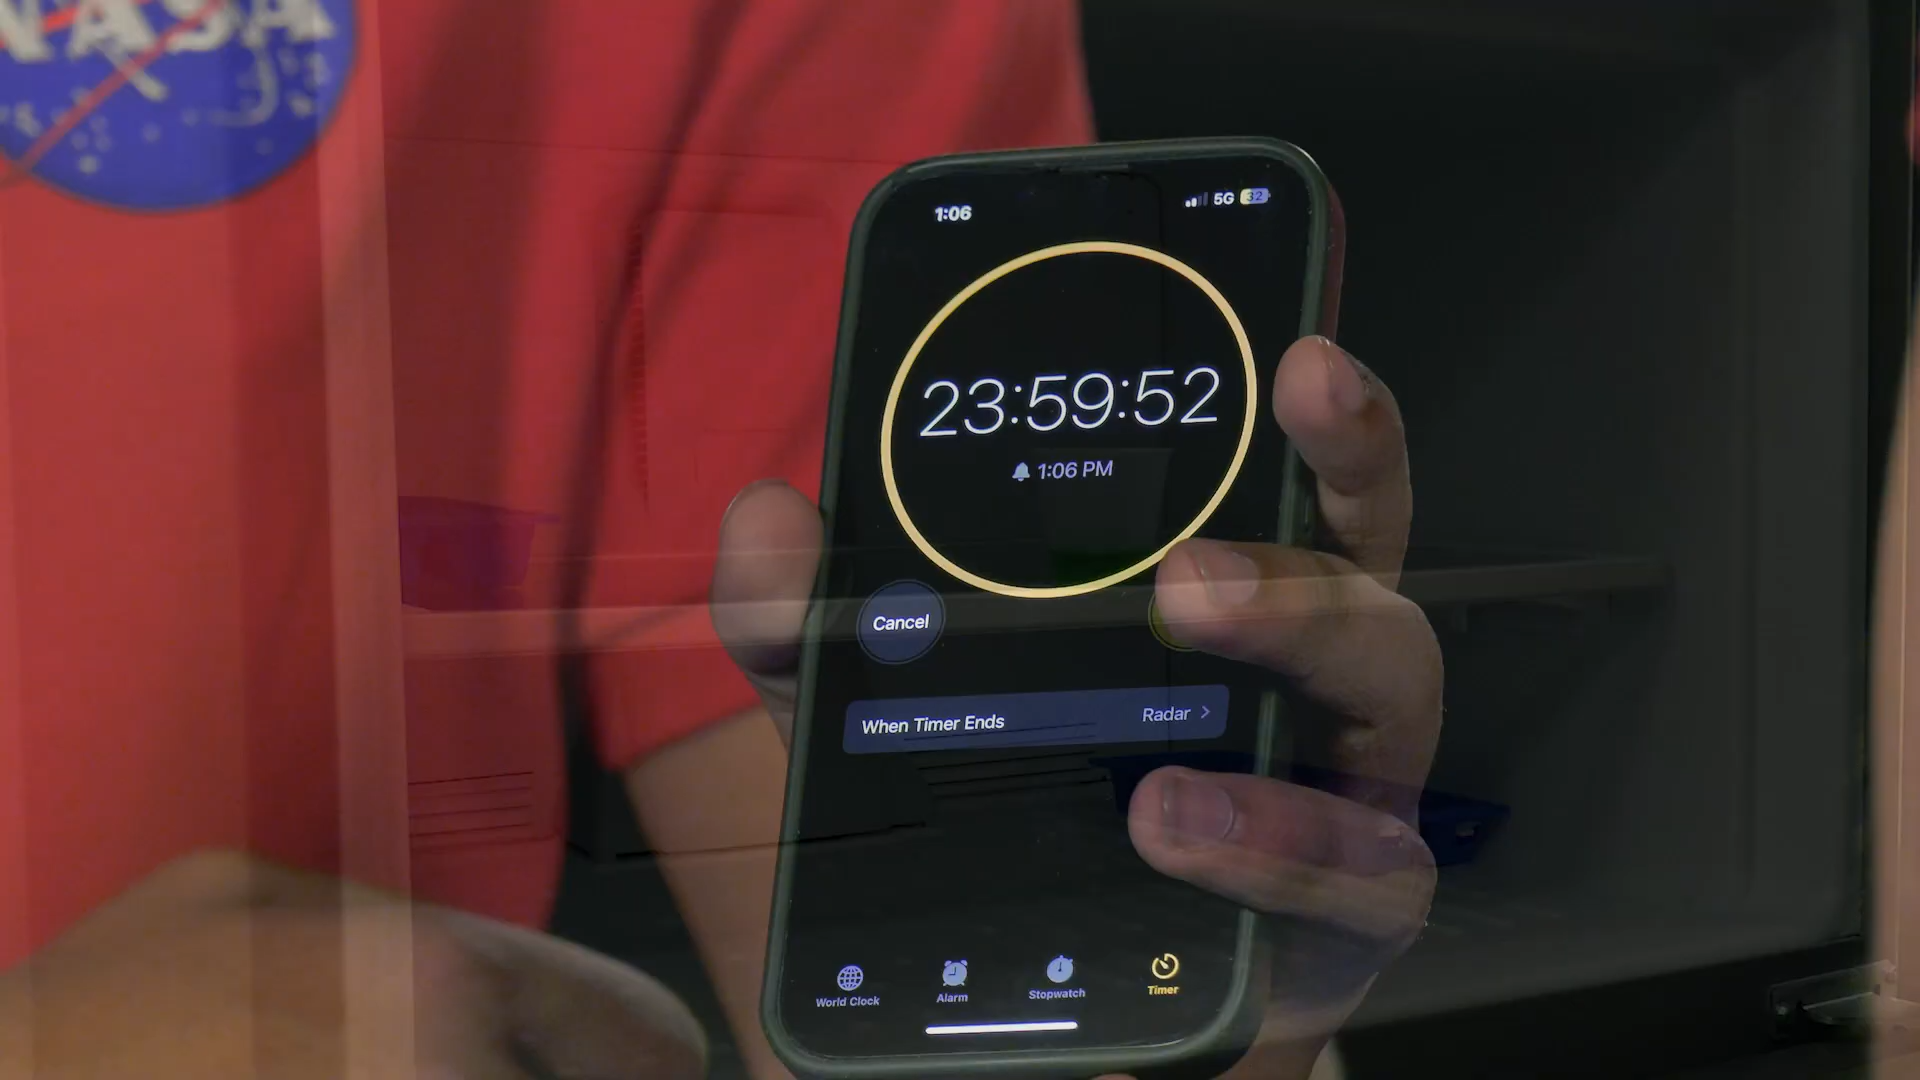 NASA
1:06 5G 32
23:59:52
1:06 PM
Cancel
When Timer Ends Radar
World Clock Alarm Stopwatch Timer